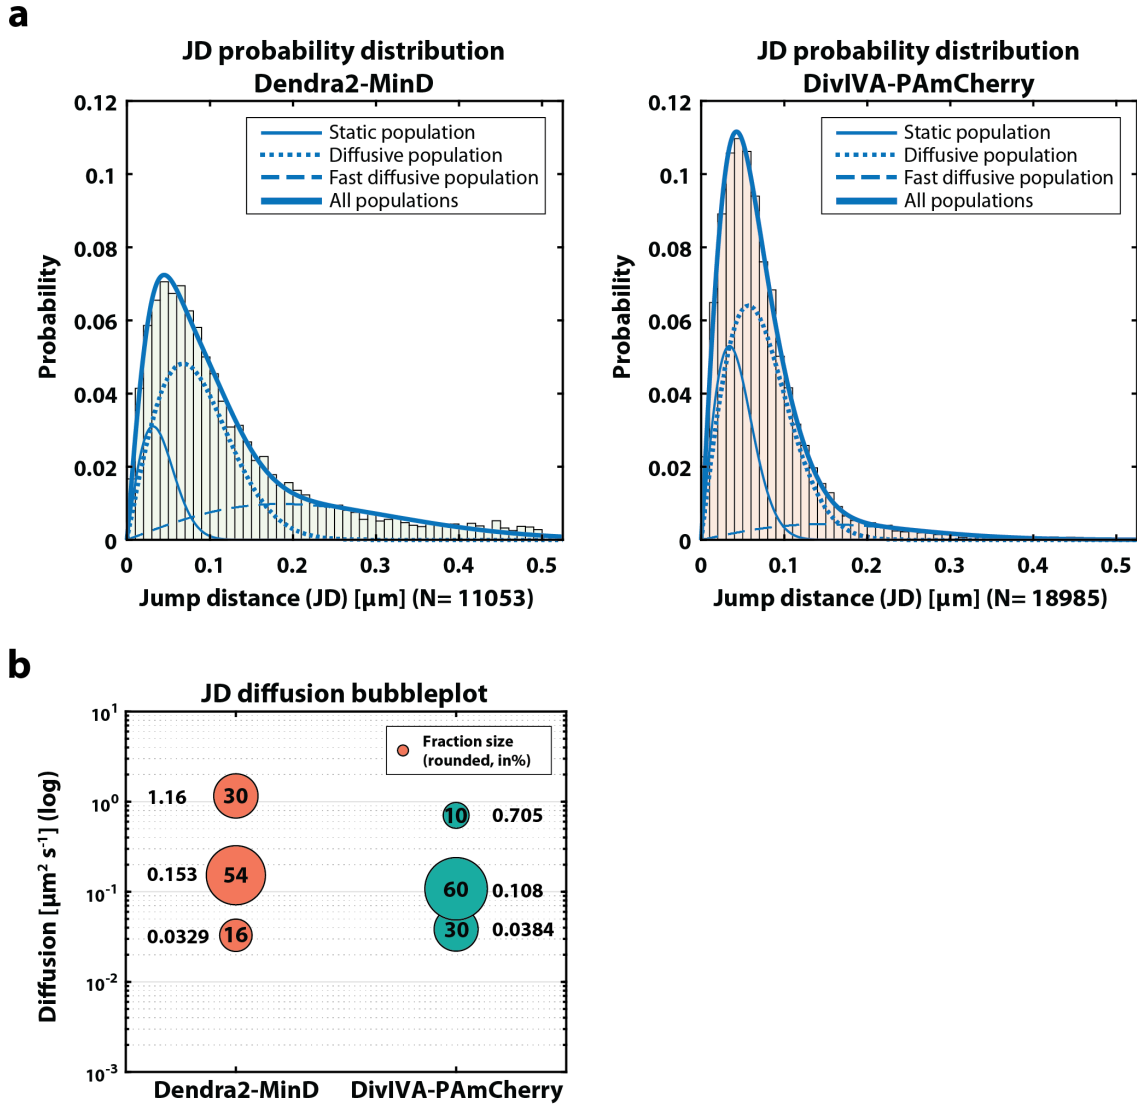 a
JD probability distribution
Dendra2-MinD
0.12
0.1
0.08
0.06
0.04
0.02
0
Probability
Static population
Diffusive population
Fast diffusive population
All populations
0 0.1 0.2 0.3 0.4 0.5
Jump distance (JD) [µm] (N= 11053)
JD probability distribution
DivIVA-PAmCherry
0.12
0.1
0.08
0.06
0.04
0.02
0
Probability
Static population
Diffusive population
Fast diffusive population
All populations
0 0.1 0.2 0.3 0.4 0.5
Jump distance (JD) [µm] (N= 18985)
b
JD diffusion bubbleplot
10¹
10⁰
10⁻¹
10⁻²
10⁻³
Diffusion [µm² s⁻¹] (log)
Fraction size
(rounded, in%)
1.16 30
0.153 54
0.0329 16
10 0.705
60 0.108
30 0.0384
Dendra2-MinD DivIVA-PAmCherry